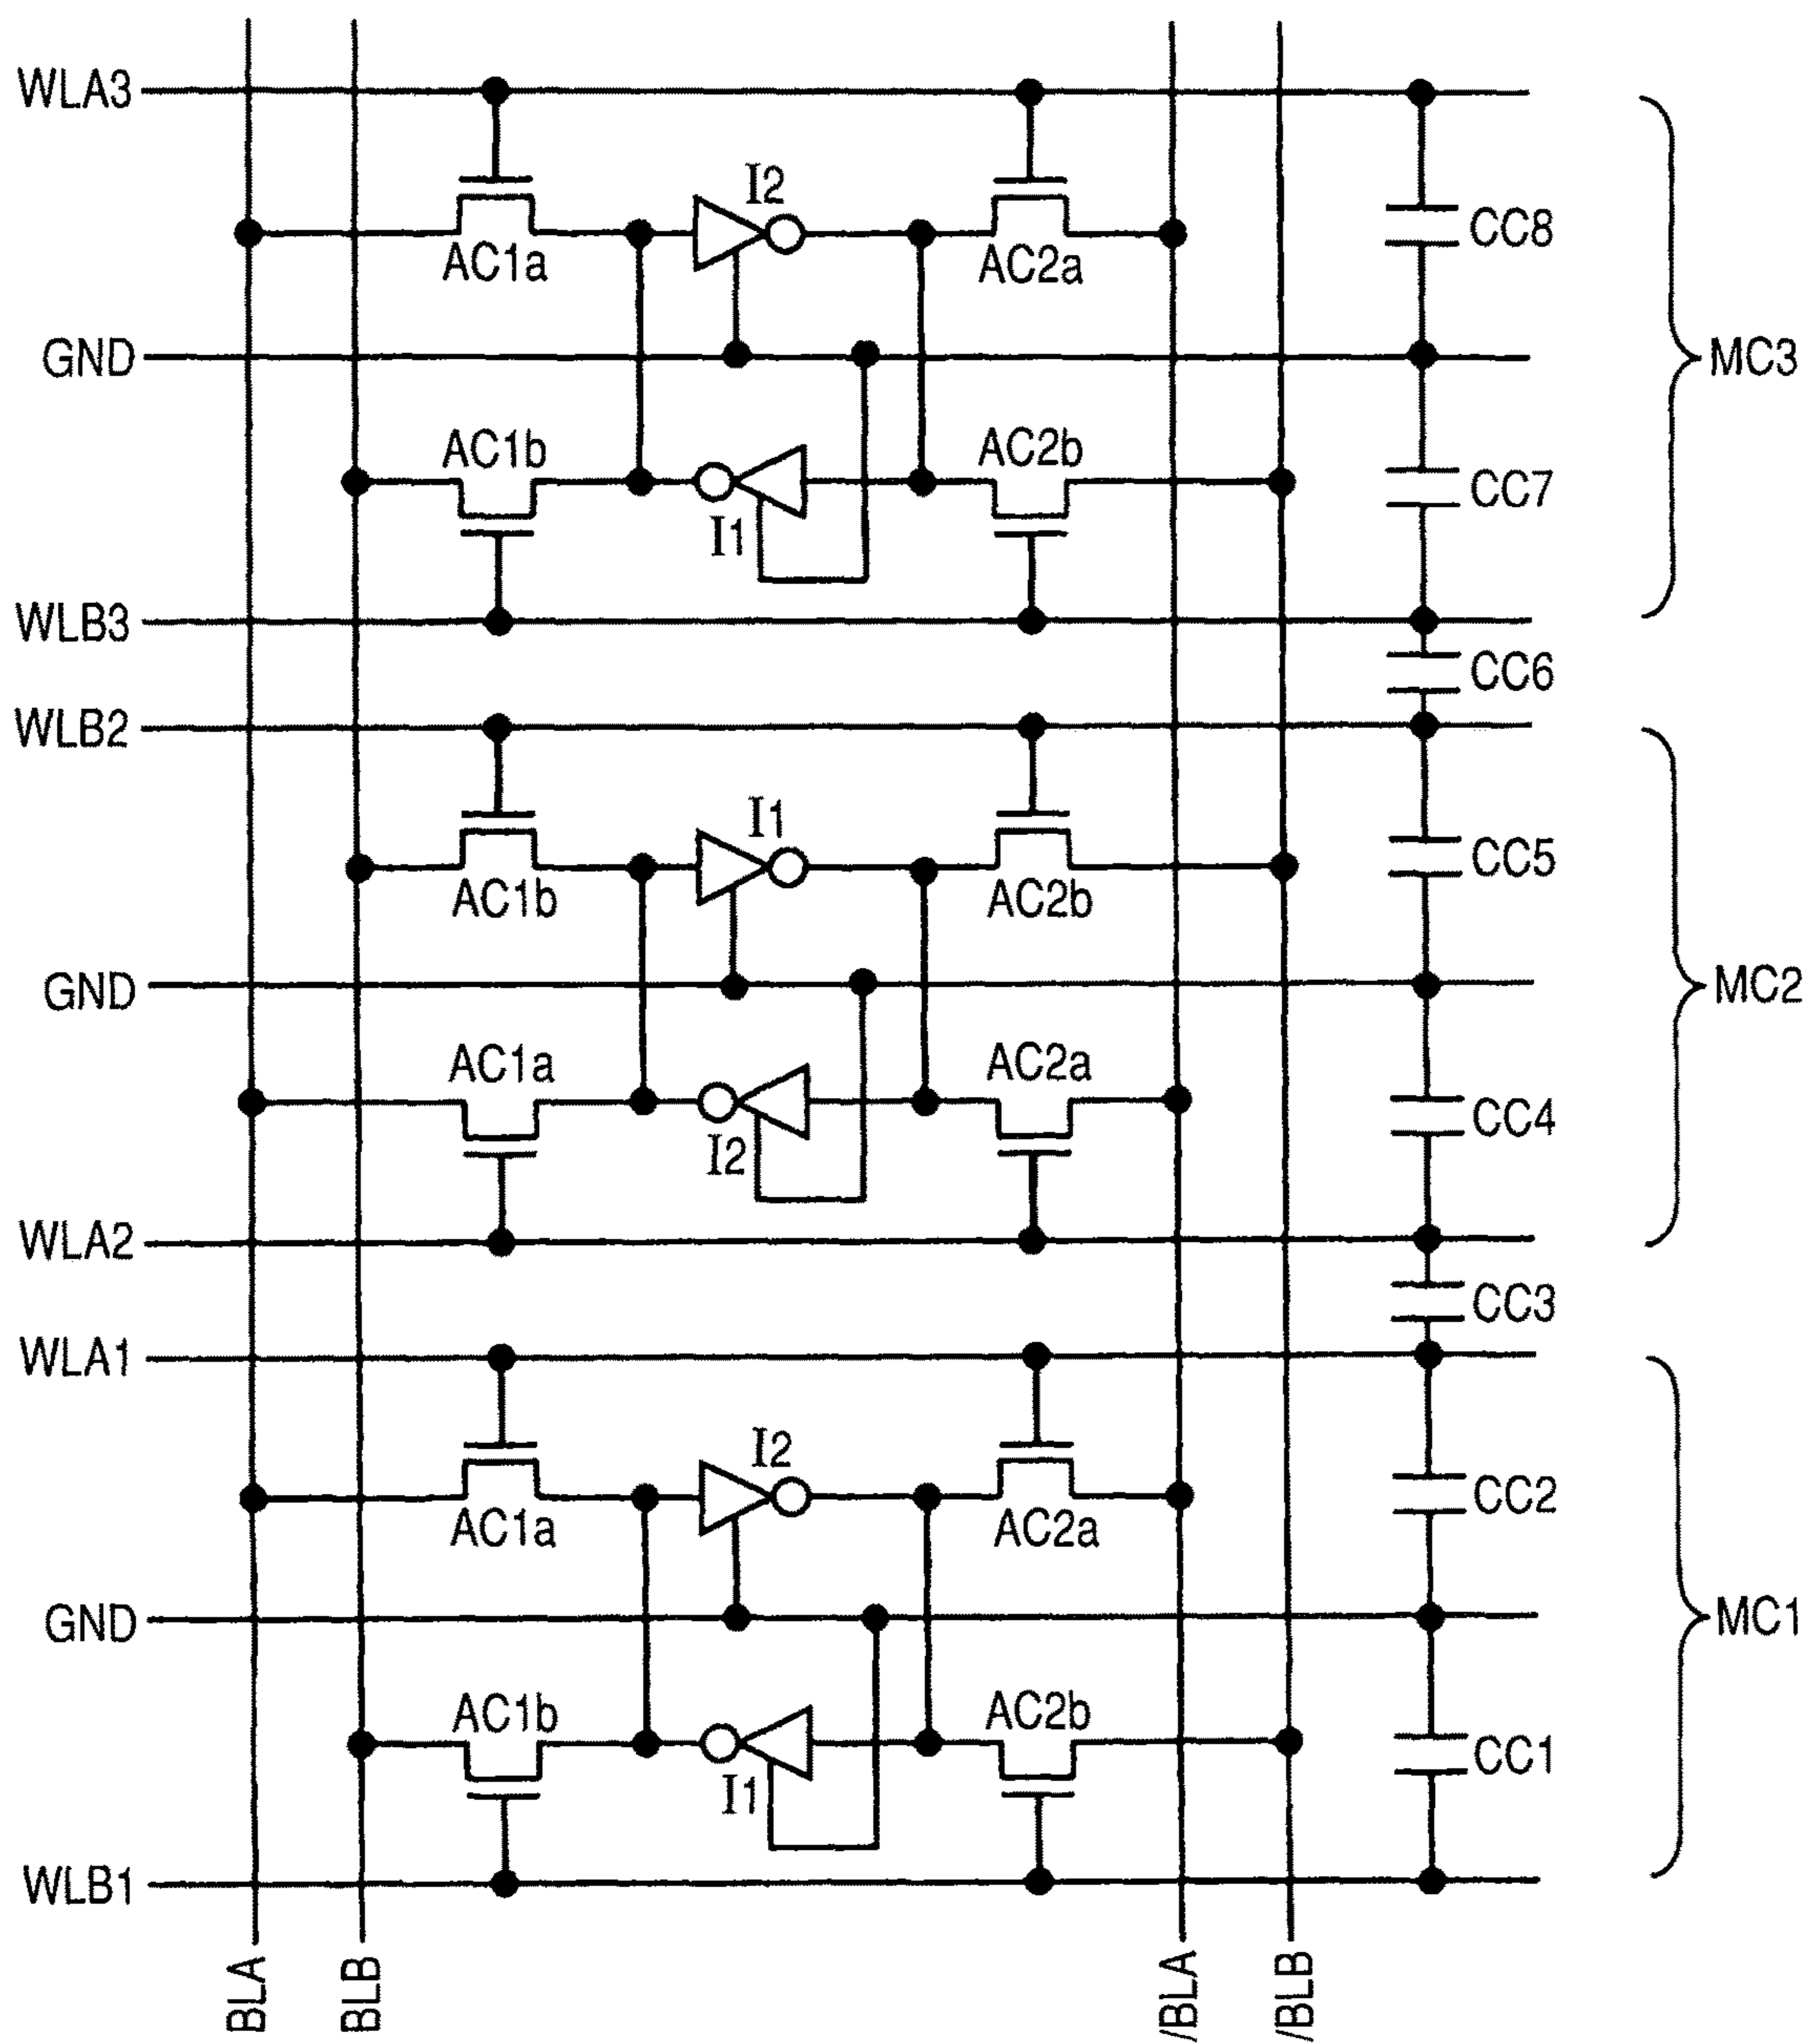 WLA3
I2
CC8
AC1a
AC2a
GND
MC3
AC1b
AC2b
CC7
I1
WLB3
CC6
WLB2
I1
CC5
AC1b
AC2b
GND
MC2
AC1a
AC2a
CC4
I2
WLA2
CC3
WLA1
I2
CC2
AC1a
AC2a
GND
MC1
AC1b
AC2b
CC1
I1
WLB1
BLA
BLB
/BLA
/BLB